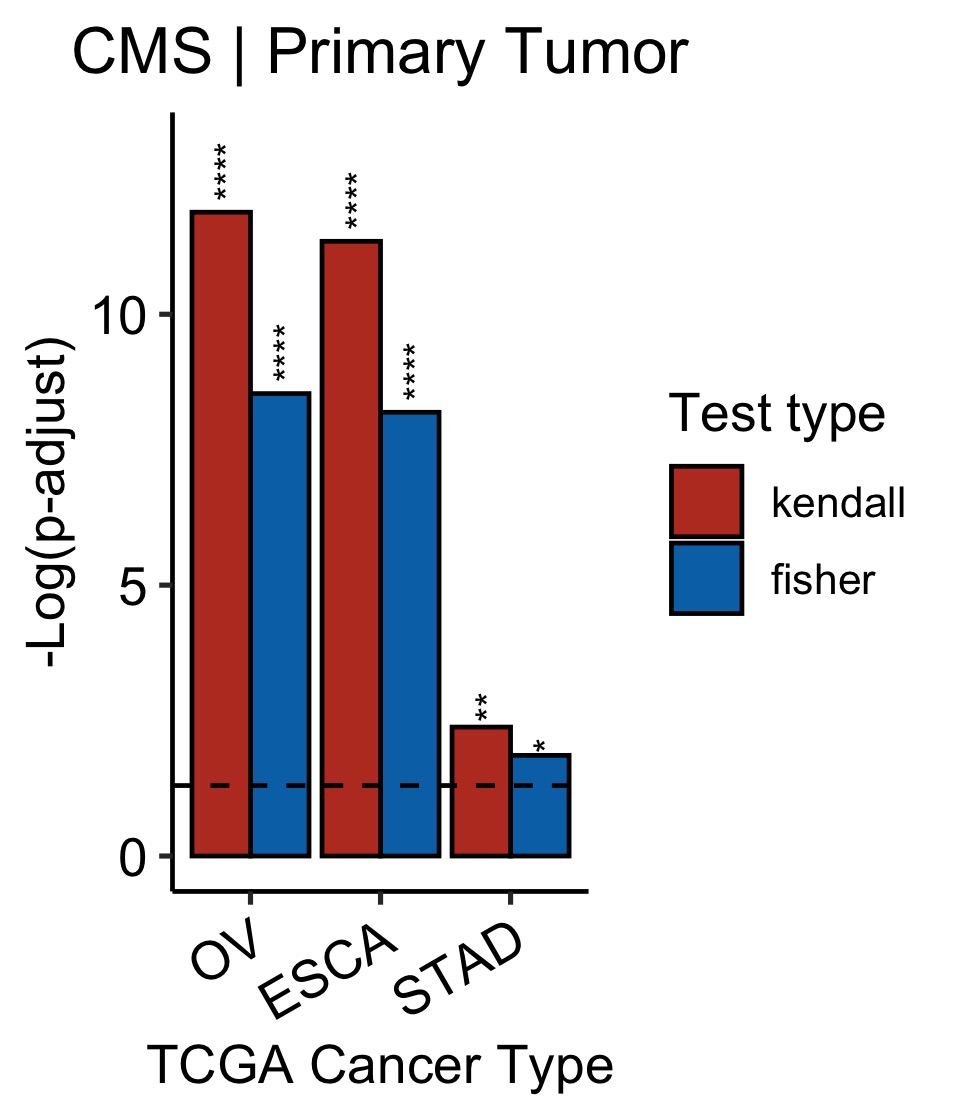 CMS | Primary Tumor
****
****
****
****
**
*
10
5
0
-Log(p-adjust)
OV
ESCA
STAD
TCGA Cancer Type
Test type
kendall
fisher